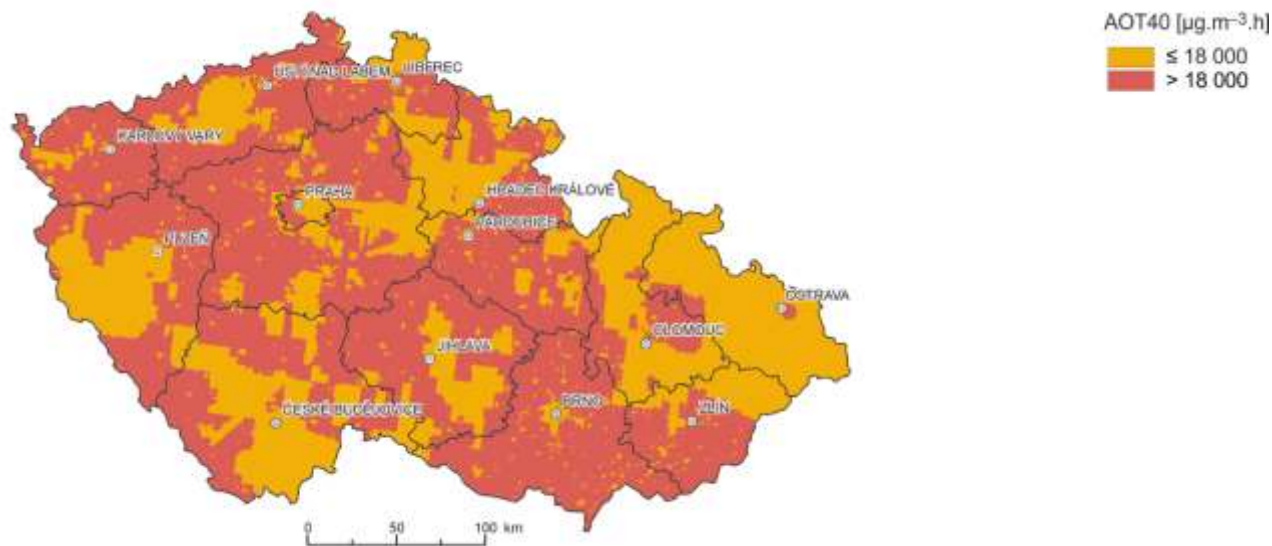 AOT40 [µg.m⁻³.h]
≤ 18 000
> 18 000
ÚSTÍ NAD LABEM
LIBEREC
KARLOVY VARY
PRAHA
HRADEC KRÁLOVÉ
PARDUBICE
PLZEŇ
OSTRAVA
OLOMOUC
JIHLAVA
BRNO
ZLÍN
ČESKÉ BUDĚJOVICE
0 50 100 km